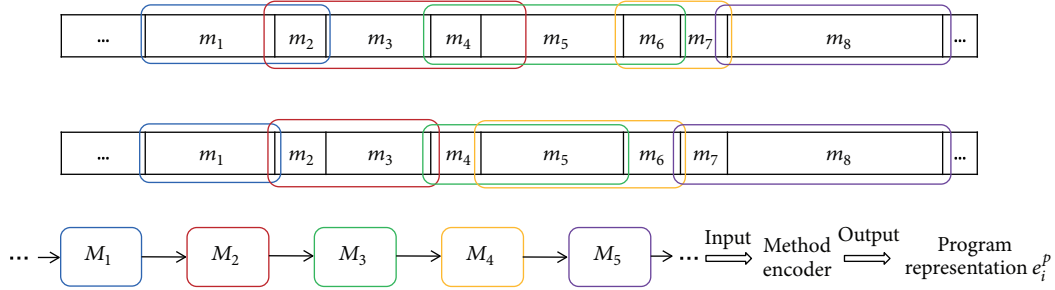 ... m1 m2 m3 m4 m5 m6 m7 m8 ...
... m1 m2 m3 m4 m5 m6 m7 m8 ...
... M1 M2 M3 M4 M5 ... Input Method encoder Output Program representation e_i^p